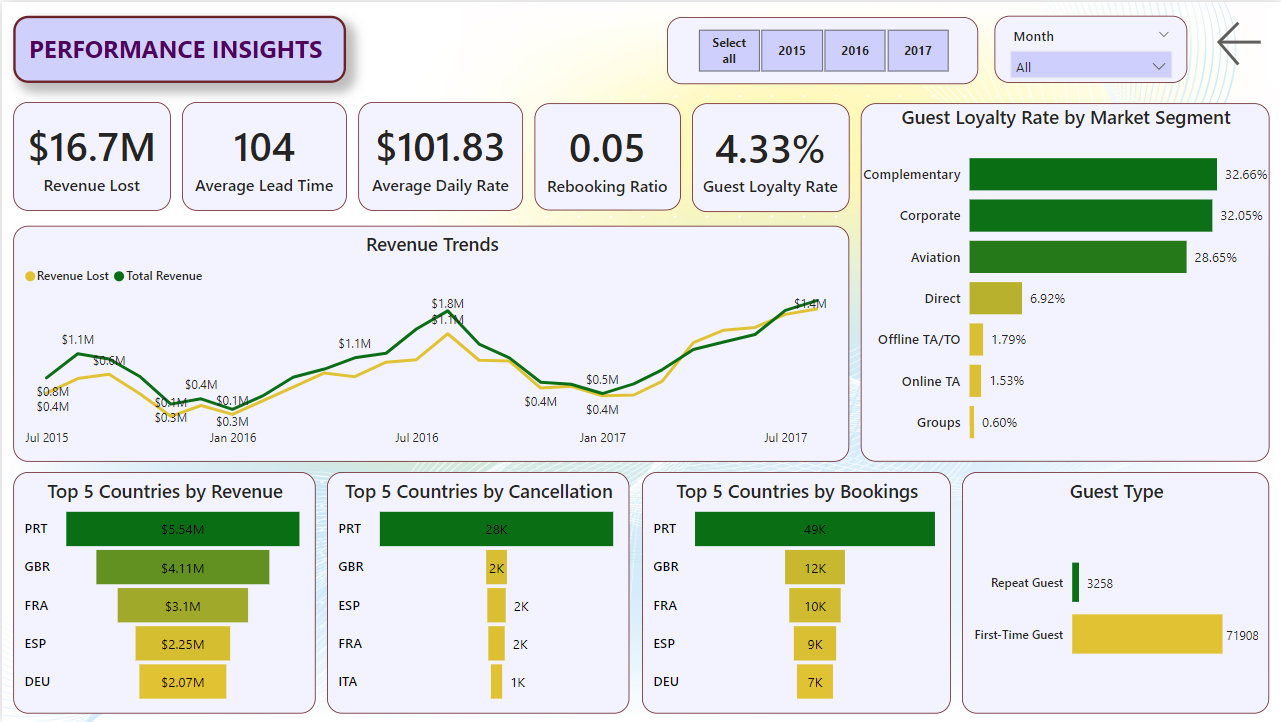 PERFORMANCE INSIGHTS
Select all
2015
2016
2017
Month
All
$16.7M
Revenue Lost
104
Average Lead Time
$101.83
Average Daily Rate
0.05
Rebooking Ratio
4.33%
Guest Loyalty Rate
Guest Loyalty Rate by Market Segment
Complementary 32.66%
Corporate 32.05%
Aviation 28.65%
Direct 6.92%
Offline TA/TO 1.79%
Online TA 1.53%
Groups 0.60%
Revenue Trends
Revenue Lost Total Revenue
$0.8M
$0.4M
$1.1M
$0.6M
$0.1M
$0.3M
$0.4M
$0.1M
$0.3M
$1.1M
$1.8M
$1.1M
$0.4M
$0.5M
$0.4M
$1.4M
Jul 2015 Jan 2016 Jul 2016 Jan 2017 Jul 2017
Top 5 Countries by Revenue
PRT $5.54M
GBR $4.11M
FRA $3.1M
ESP $2.25M
DEU $2.07M
Top 5 Countries by Cancellation
PRT 28K
GBR 2K
ESP 2K
FRA 2K
ITA 1K
Top 5 Countries by Bookings
PRT 49K
GBR 12K
FRA 10K
ESP 9K
DEU 7K
Guest Type
Repeat Guest 3258
First-Time Guest 71908